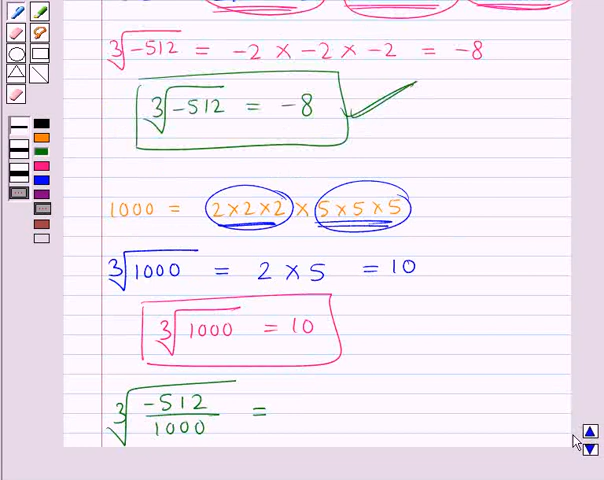 ∛-512 = -2 × -2 × -2 = -8
∛-512 = -8
1000 = 2×2×2 × 5×5×5
∛1000 = 2 × 5 = 10
∛1000 = 10
∛(-512/1000) =